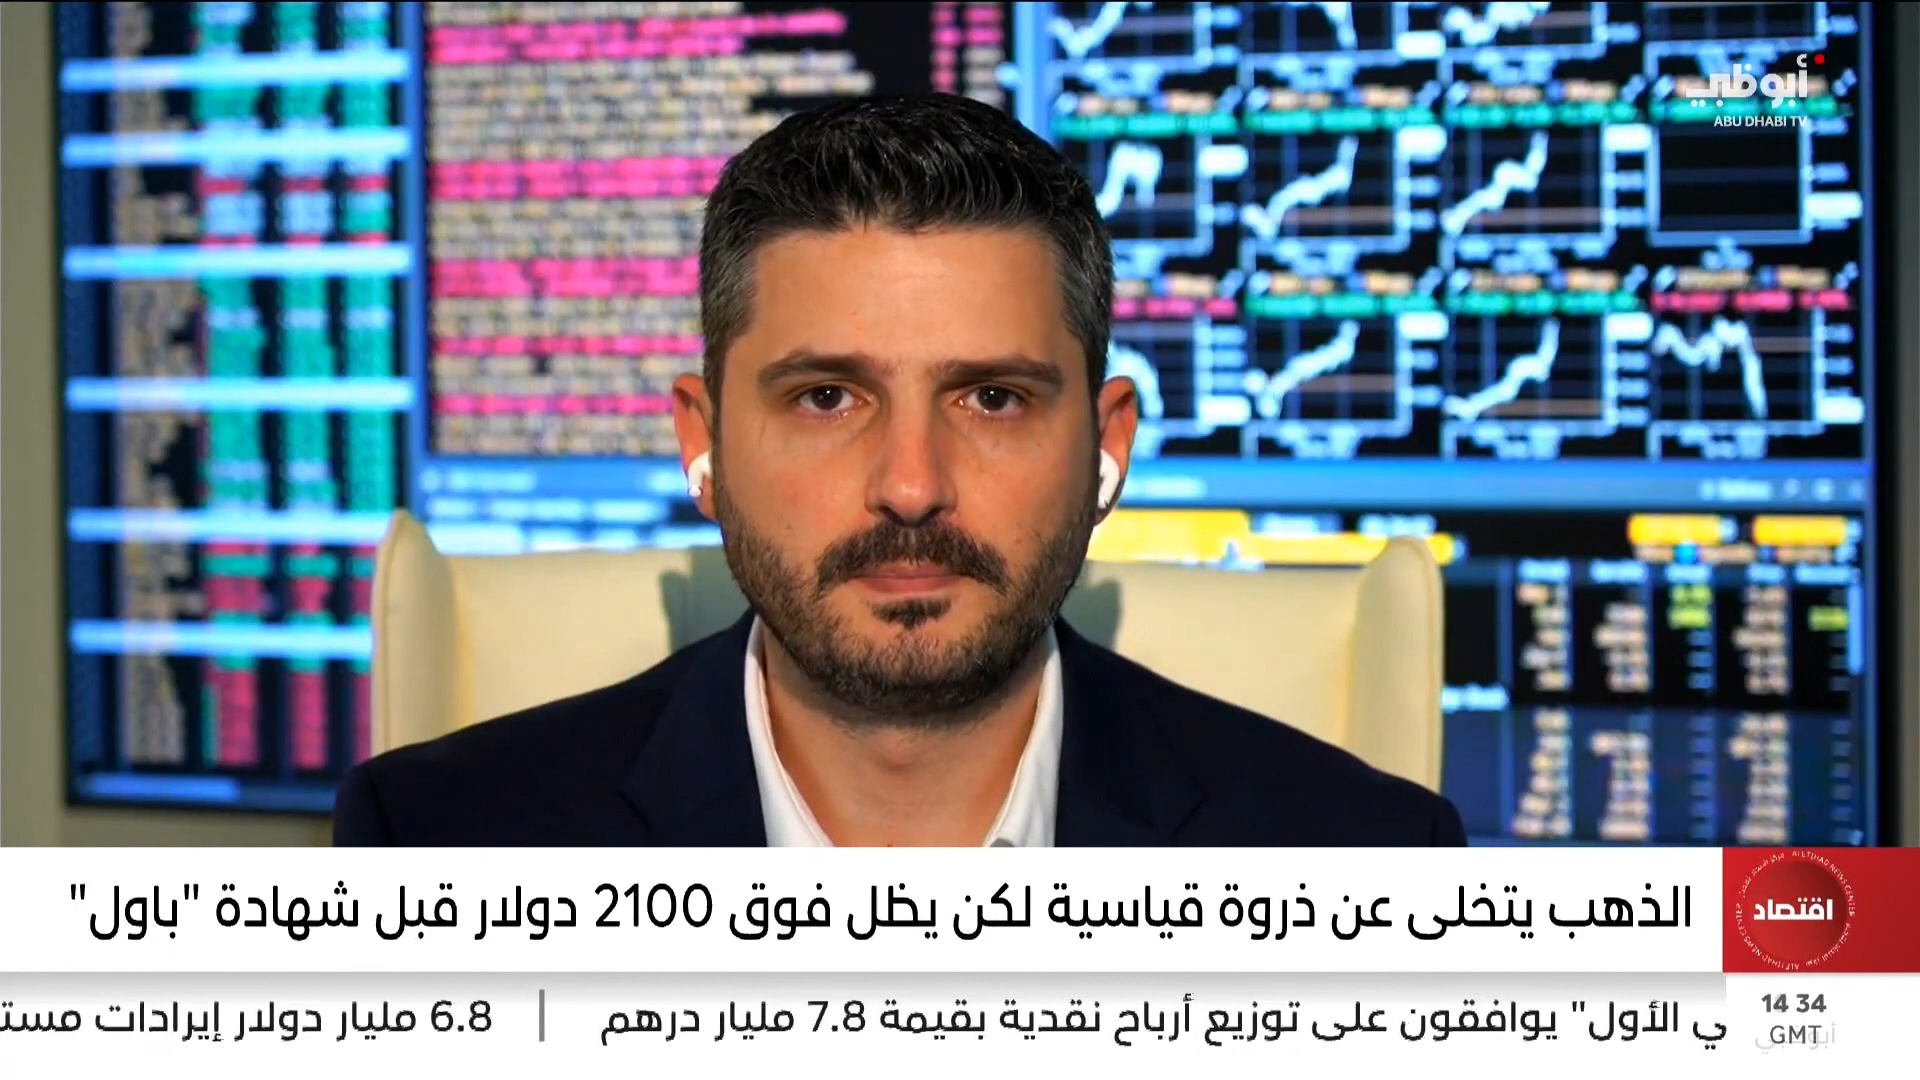 أبوظبي
ABU DHABI TV
الذهب يتخلى عن ذروة قياسية لكن يظل فوق 2100 دولار قبل شهادة "باول"
اقتصاد
ي الأول" يوافقون على توزيع أرباح نقدية بقيمة 7.8 مليار درهم | 6.8 مليار دولار إيرادات مست
14 34
GMT
أبوظبي